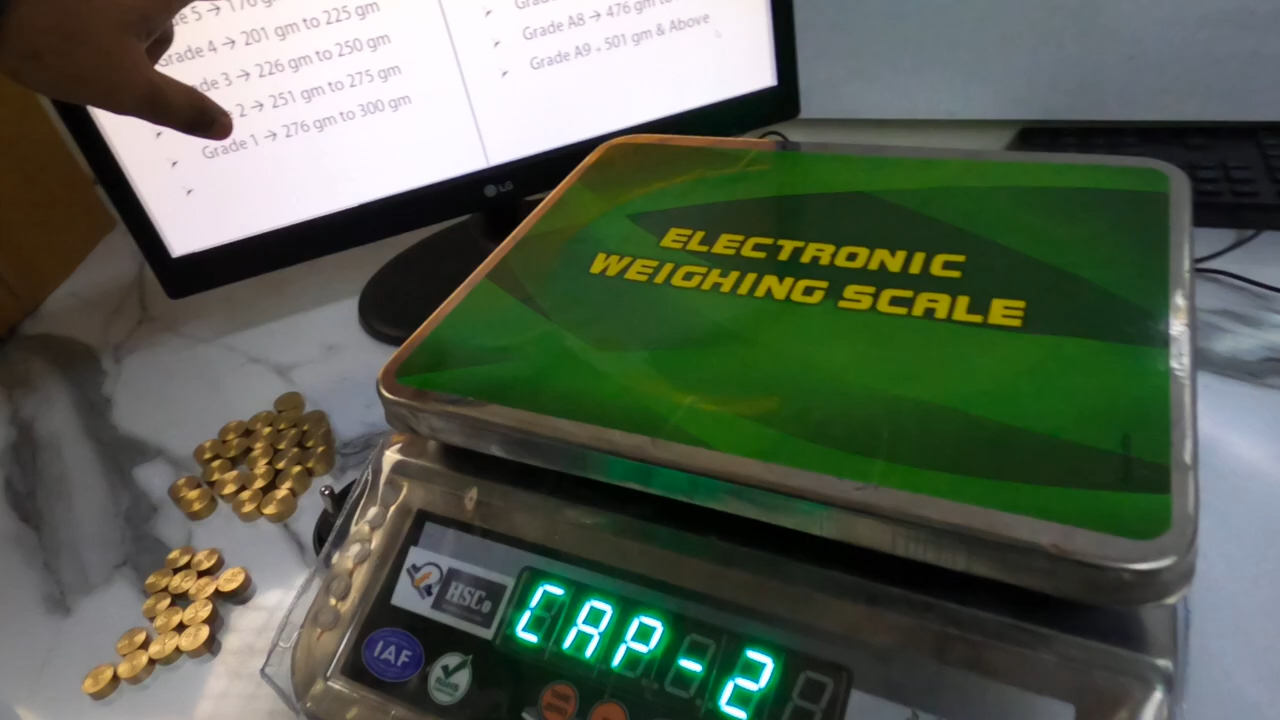 Grade 4 → 201 gm to 225 gm
3 → 226 gm to 250 gm
2 → 251 gm to 275 gm
Grade 1 → 276 gm to 300 gm
Grade A8 → 476 gm
Grade A9 - 501 gm & Above
LG
ELECTRONIC
WEIGHING SCALE
HSCo
CAP-2
IAF